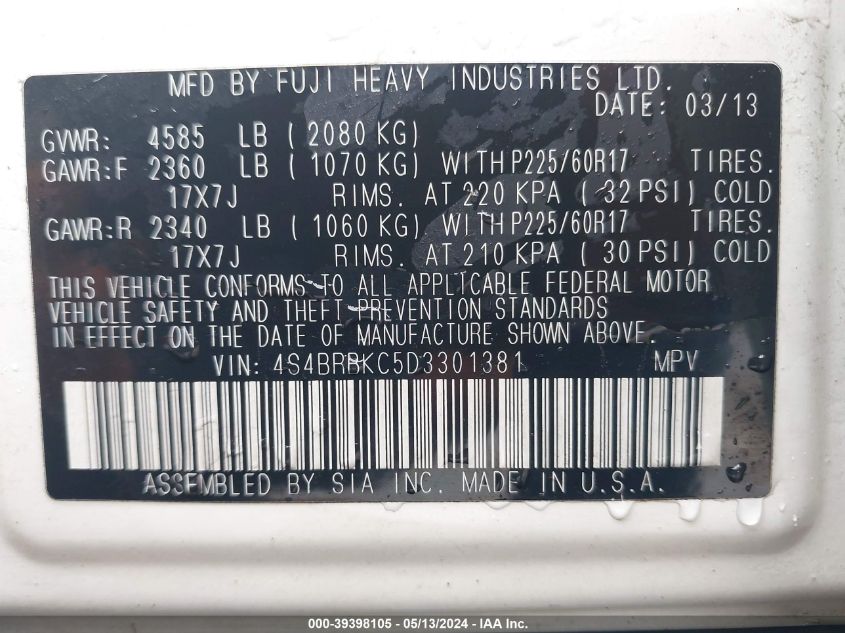 MFD BY FUJI HEAVY INDUSTRIES LTD.
DATE: 03/13
GVWR: 4585 LB ( 2080 KG)
GAWR:F 2360 LB ( 1070 KG) WITH P225/60R17 TIRES.
17X7J RIMS. AT 220 KPA ( 32 PSI) COLD
GAWR:R 2340 LB ( 1060 KG) WITH P225/60R17 TIRES.
17X7J RIMS. AT 210 KPA ( 30 PSI) COLD
THIS VEHICLE CONFORMS TO ALL APPLICABLE FEDERAL MOTOR
VEHICLE SAFETY AND THEFT PREVENTION STANDARDS
IN EFFECT ON THE DATE OF MANUFACTURE SHOWN ABOVE.
VIN: 4S4BRBKC5D3301381 MPV
ASSEMBLED BY SIA INC. MADE IN U.S.A.
000-39398105 - 05/13/2024 - IAA Inc.